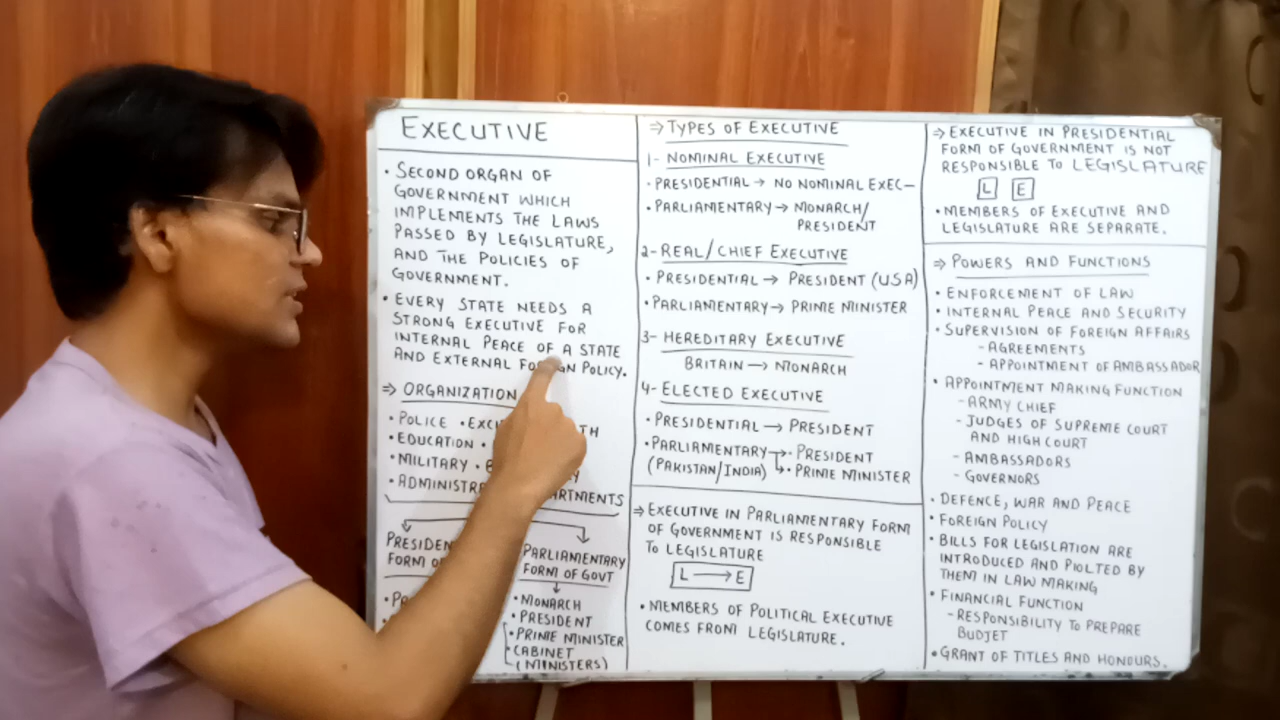 EXECUTIVE
• SECOND ORGAN OF
GOVERNMENT WHICH
IMPLEMENTS THE LAWS
PASSED BY LEGISLATURE,
AND THE POLICIES OF
GOVERNMENT.
• EVERY STATE NEEDS A
STRONG EXECUTIVE FOR
INTERNAL PEACE OF A STATE
AND EXTERNAL POLICY.
⇒ ORGANIZATION
• POLICE
• EDUCATION •
• MILITARY •
•
PARLIAMENTARY
FORM OF GOVT
• MONARCH
• PRESIDENT
• PRIME MINISTER
• CABINET
(MINISTERS)
⇒ TYPES OF EXECUTIVE
1- NOMINAL EXECUTIVE
• PRESIDENTIAL → NO NOMINAL EXEC-
• PARLIAMENTARY → MONARCH/
PRESIDENT
2- REAL/CHIEF EXECUTIVE
• PRESIDENTIAL → PRESIDENT (USA)
• PARLIAMENTARY → PRIME MINISTER
3- HEREDITARY EXECUTIVE
BRITAIN → MONARCH
4- ELECTED EXECUTIVE
• PRESIDENTIAL → PRESIDENT
• PARLIAMENTARY → • PRESIDENT
(PAKISTAN/INDIA) ↳ • PRIME MINISTER
⇒ EXECUTIVE IN PARLIAMENTARY FORM
OF GOVERNMENT IS RESPONSIBLE
TO LEGISLATURE
L → E
• MEMBERS OF POLITICAL EXECUTIVE
COMES FROM LEGISLATURE.
⇒ EXECUTIVE IN PRESIDENTIAL
FORM OF GOVERNMENT IS NOT
RESPONSIBLE TO LEGISLATURE
L E
• MEMBERS OF EXECUTIVE AND
LEGISLATURE ARE SEPARATE.
⇒ POWERS AND FUNCTIONS
• ENFORCEMENT OF LAW
• INTERNAL PEACE AND SECURITY
• SUPERVISION OF FOREIGN AFFAIRS
- AGREEMENTS
- APPOINTMENT OF AMBASSADOR
• APPOINTMENT MAKING FUNCTION
- ARMY CHIEF
- JUDGES OF SUPREME COURT
AND HIGH COURT
- AMBASSADORS
- GOVERNORS
• DEFENCE, WAR AND PEACE
• FOREIGN POLICY
• BILLS FOR LEGISLATION ARE
INTRODUCED AND PIOLTED BY
THEM IN LAW MAKING
• FINANCIAL FUNCTION
- RESPONSIBILITY TO PREPARE
BUDJET
• GRANT OF TITLES AND HONOURS.